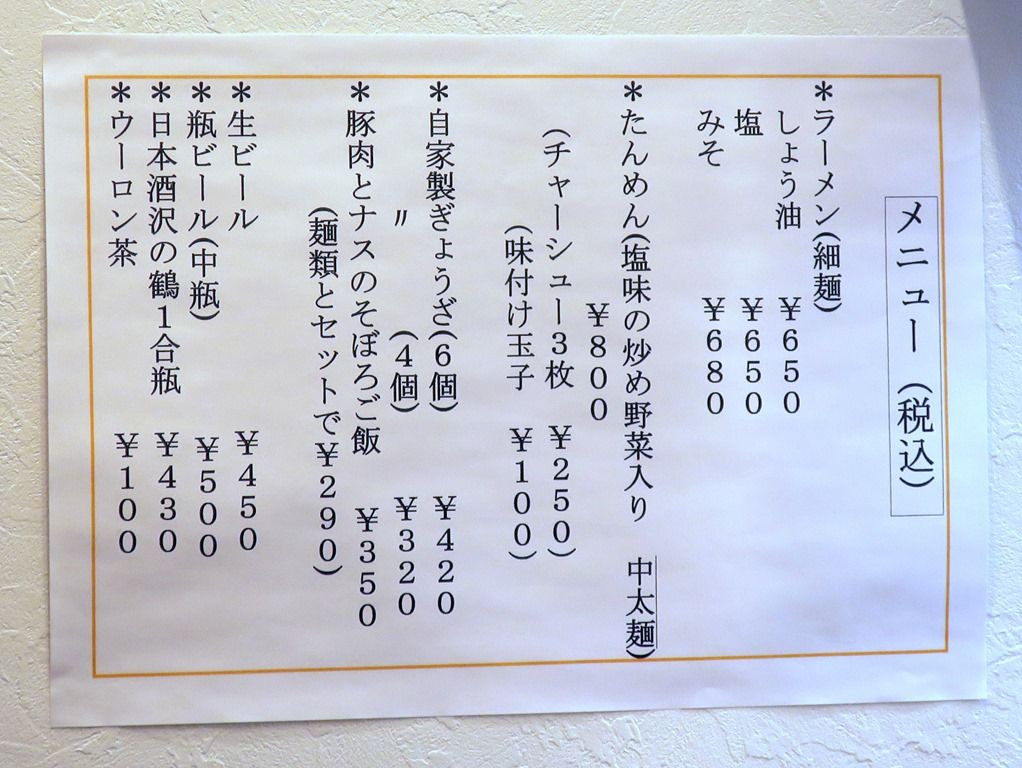 メニュー（税込）
＊ラーメン(細麺)
しょう油　￥６５０
塩　￥６５０
みそ　￥６８０
＊たんめん(塩味の炒め野菜入り　中太麺)
￥８００
(チャーシュー３枚　￥２５０)
(味付け玉子　￥１００)
＊自家製ぎょうざ(６個)　￥４２０
〃　(４個)　￥３２０
＊豚肉とナスのそぼろご飯　￥３５０
(麺類とセットで￥２９０)
＊生ビール　￥４５０
＊瓶ビール(中瓶)　￥５００
＊日本酒沢の鶴１合瓶　￥４３０
＊ウーロン茶　￥１００